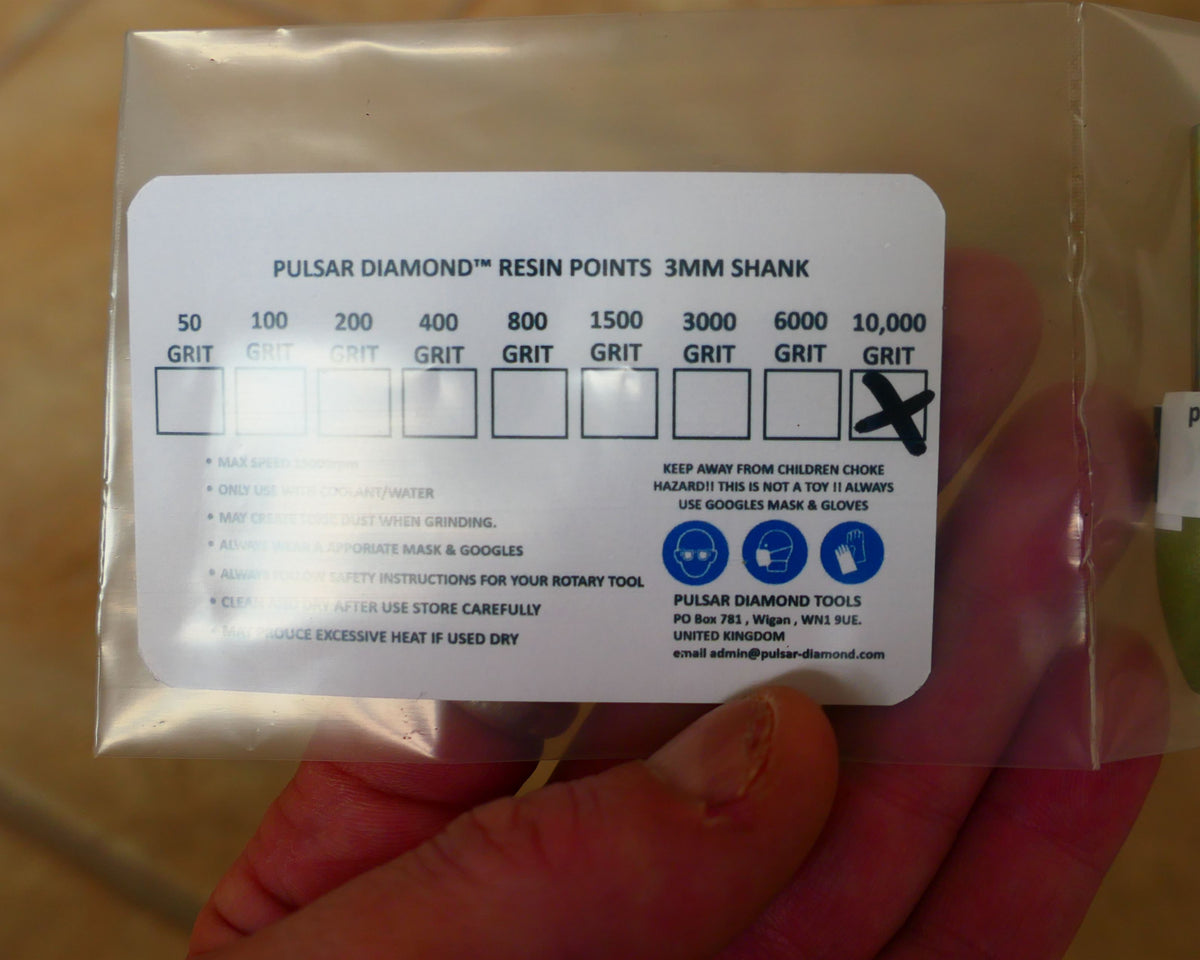 PULSAR DIAMOND™ RESIN POINTS 3MM SHANK
50 100 200 400 800 1500 3000 6000 10,000
GRIT GRIT GRIT GRIT GRIT GRIT GRIT GRIT GRIT
• MAX SPEED
• ONLY USE WITH COOLANT/WATER
• MAY CREATE DUST WHEN GRINDING.
• ALWAYS WEAR A APPORIATE MASK & GOOGLES
• ALWAYS FOLLOW SAFETY INSTRUCTIONS FOR YOUR ROTARY TOOL
• CLEAN AND DRY AFTER USE STORE CAREFULLY
• MAY PROUCE EXCESSIVE HEAT IF USED DRY
KEEP AWAY FROM CHILDREN CHOKE
HAZARD!! THIS IS NOT A TOY !! ALWAYS
USE GOOGLES MASK & GLOVES
PULSAR DIAMOND TOOLS
PO Box 781 , Wigan , WN1 9UE.
UNITED KINGDOM
email admin@pulsar-diamond.com